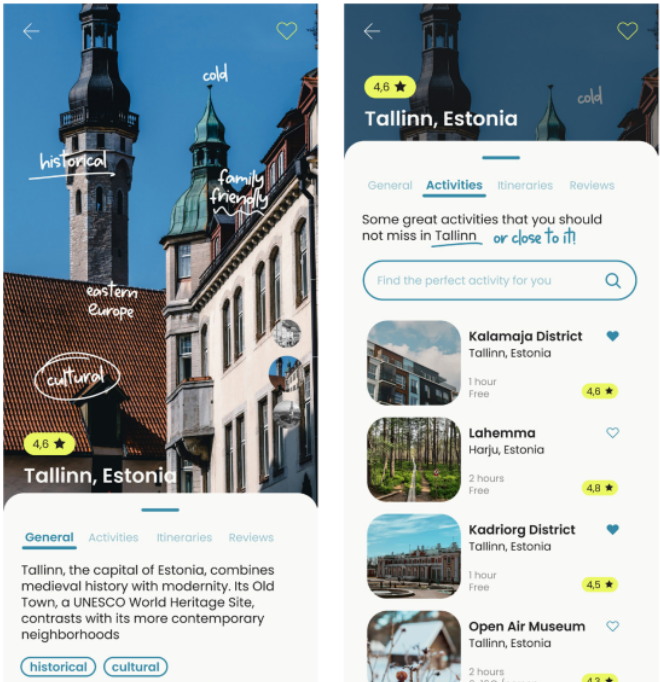 cold
historical
family
friendly
eastern
europe
cultural
4,6
Tallinn, Estonia
General Activities Itineraries Reviews
Tallinn, the capital of Estonia, combines
medieval history with modernity. Its Old
Town, a UNESCO World Heritage Site,
contrasts with its more contemporary
neighborhoods
historical cultural
4,6
cold
Tallinn, Estonia
General Activities Itineraries Reviews
Some great activities that you should
not miss in Tallinn or close to it!
Find the perfect activity for you
Kalamaja District
Tallinn, Estonia
1 hour
Free
4,6
Lahemma
Harju, Estonia
2 hours
Free
4,8
Kadriorg District
Tallinn, Estonia
1 hour
Free
4,5
Open Air Museum
Tallinn, Estonia
2 hours
4,3